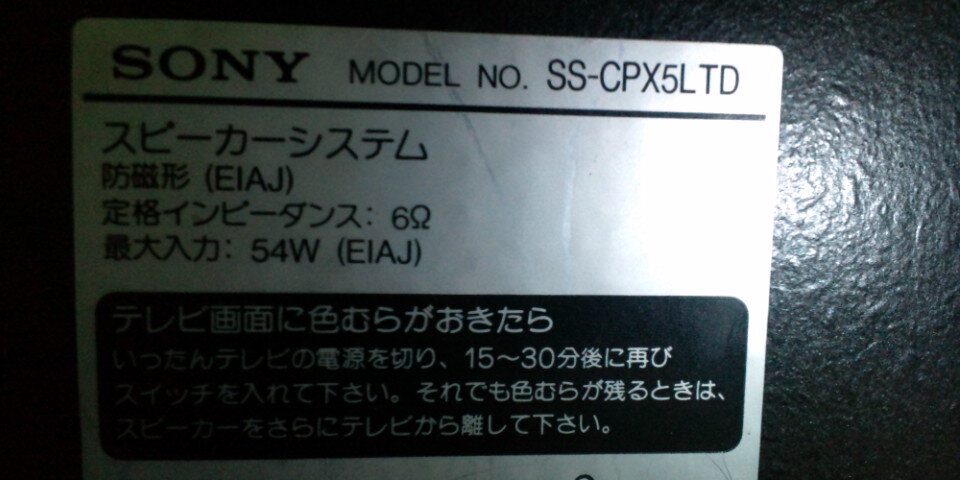 SONY MODEL NO. SS-CPX5LTD
スピーカーシステム
防磁形 (EIAJ)
定格インピーダンス: 6Ω
最大入力: 54W (EIAJ)
テレビ画面に色むらがおきたら
いったんテレビの電源を切り、15〜30分後に再び
スイッチを入れて下さい。それでも色むらが残るときは、
スピーカーをさらにテレビから離して下さい。